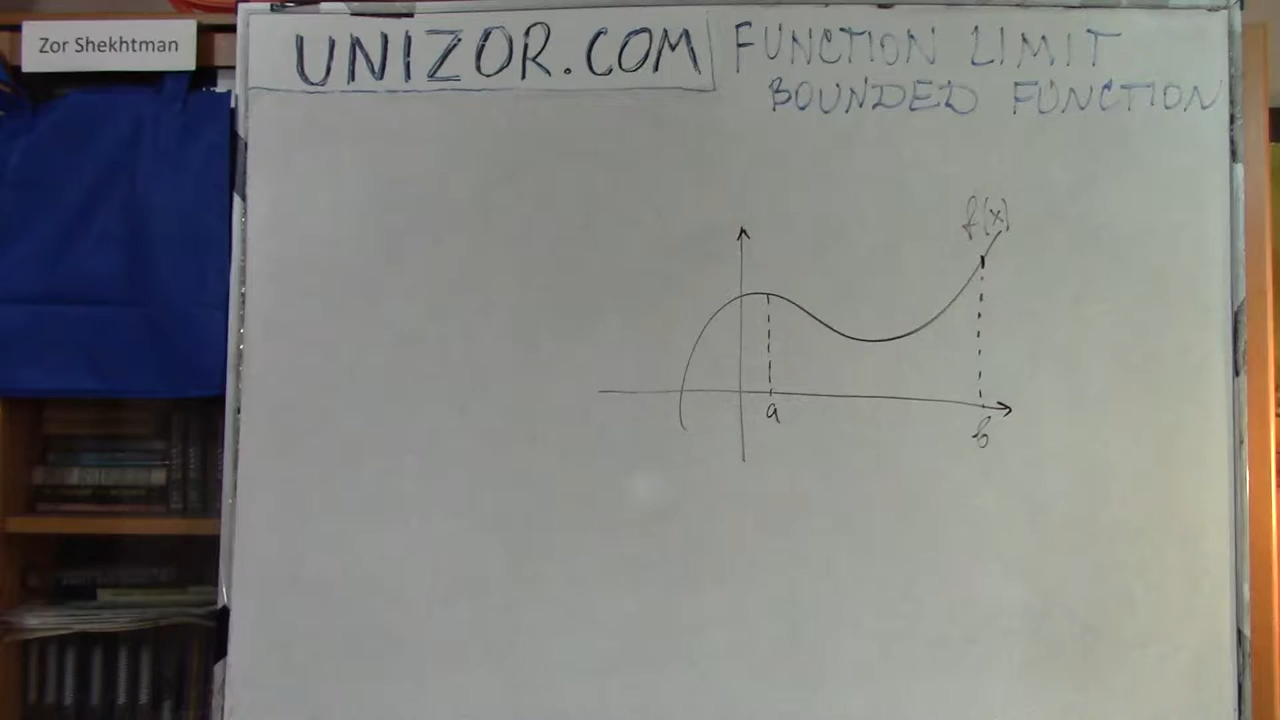 Zor Shekhtman
UNIZOR.COM
FUNCTION LIMIT
BOUNDED FUNCTION
f(x)
a
b